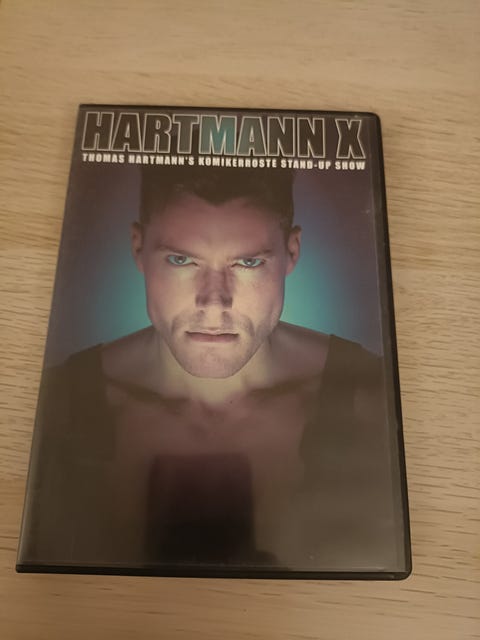 HARTMANN X
THOMAS HARTMANN'S KOMIKERROSTE STAND-UP SHOW